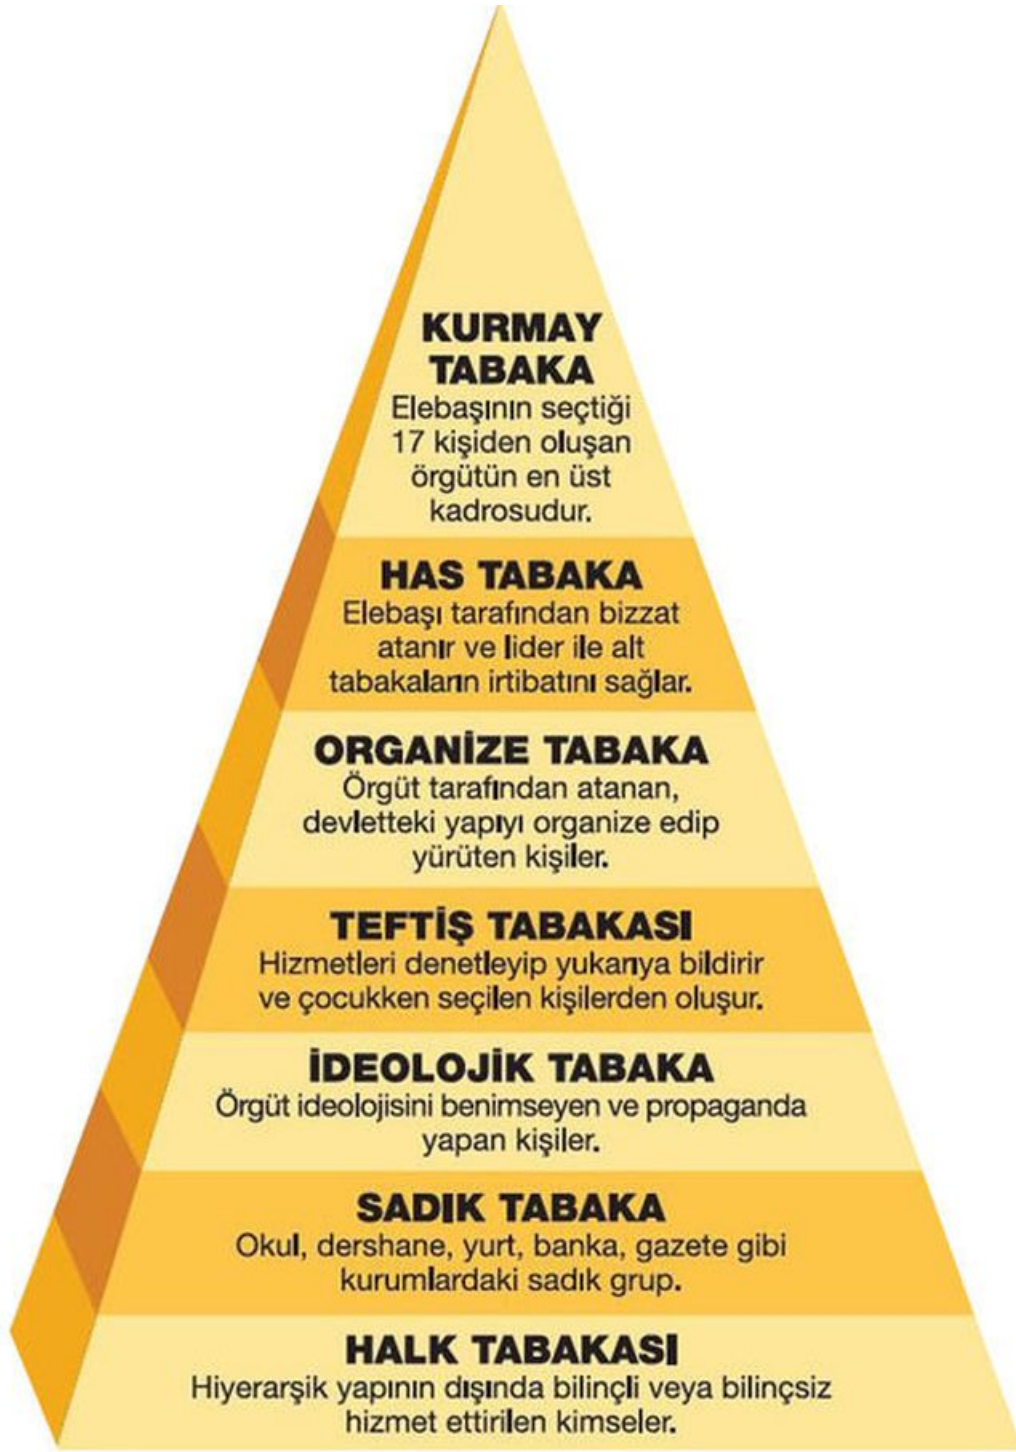 KURMAY
TABAKA
Elebaşının seçtiği
17 kişiden oluşan
örgütün en üst
kadrosudur.
HAS TABAKA
Elebaşı tarafından bizzat
atanır ve lider ile alt
tabakaların irtibatını sağlar.
ORGANİZE TABAKA
Örgüt tarafından atanan,
devletteki yapıyı organize edip
yürüten kişiler.
TEFTİŞ TABAKASI
Hizmetleri denetleyip yukarıya bildirir
ve çocukken seçilen kişilerden oluşur.
İDEOLOJİK TABAKA
Örgüt ideolojisini benimseyen ve propaganda
yapan kişiler.
SADIK TABAKA
Okul, dershane, yurt, banka, gazete gibi
kurumlardaki sadık grup.
HALK TABAKASI
Hiyerarşik yapının dışında bilinçli veya bilinçsiz
hizmet ettirilen kimseler.